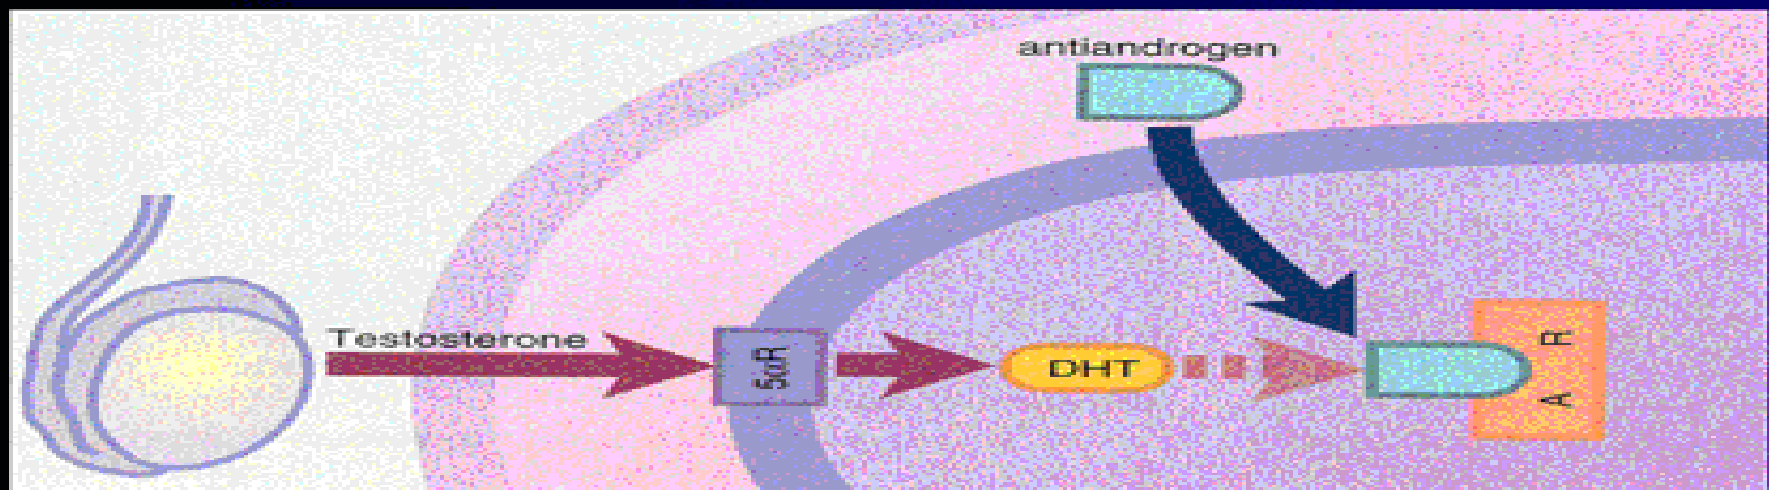 antiandrogen
Testosterone
5αR
DHT
A R